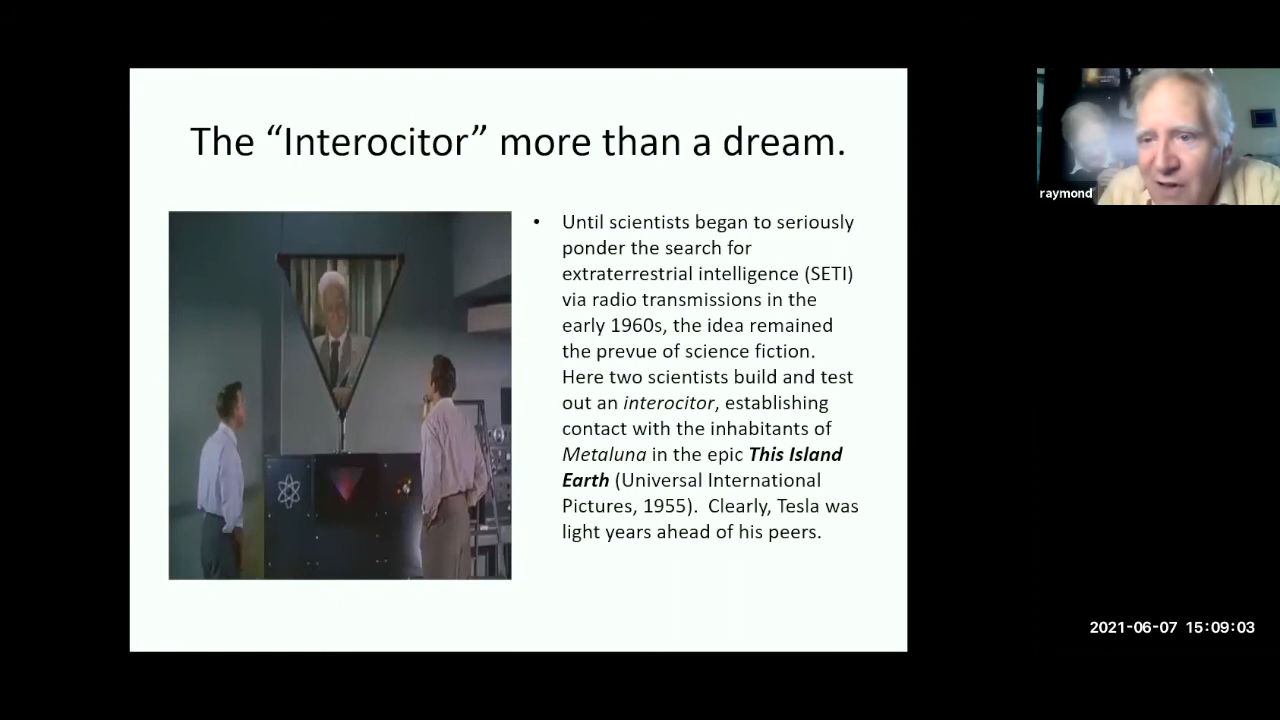 The “Interocitor” more than a dream.
• Until scientists began to seriously
ponder the search for
extraterrestrial intelligence (SETI)
via radio transmissions in the
early 1960s, the idea remained
the prevue of science fiction.
Here two scientists build and test
out an interocitor, establishing
contact with the inhabitants of
Metaluna in the epic This Island
Earth (Universal International
Pictures, 1955).  Clearly, Tesla was
light years ahead of his peers.
raymond
2021-06-07 15:09:03